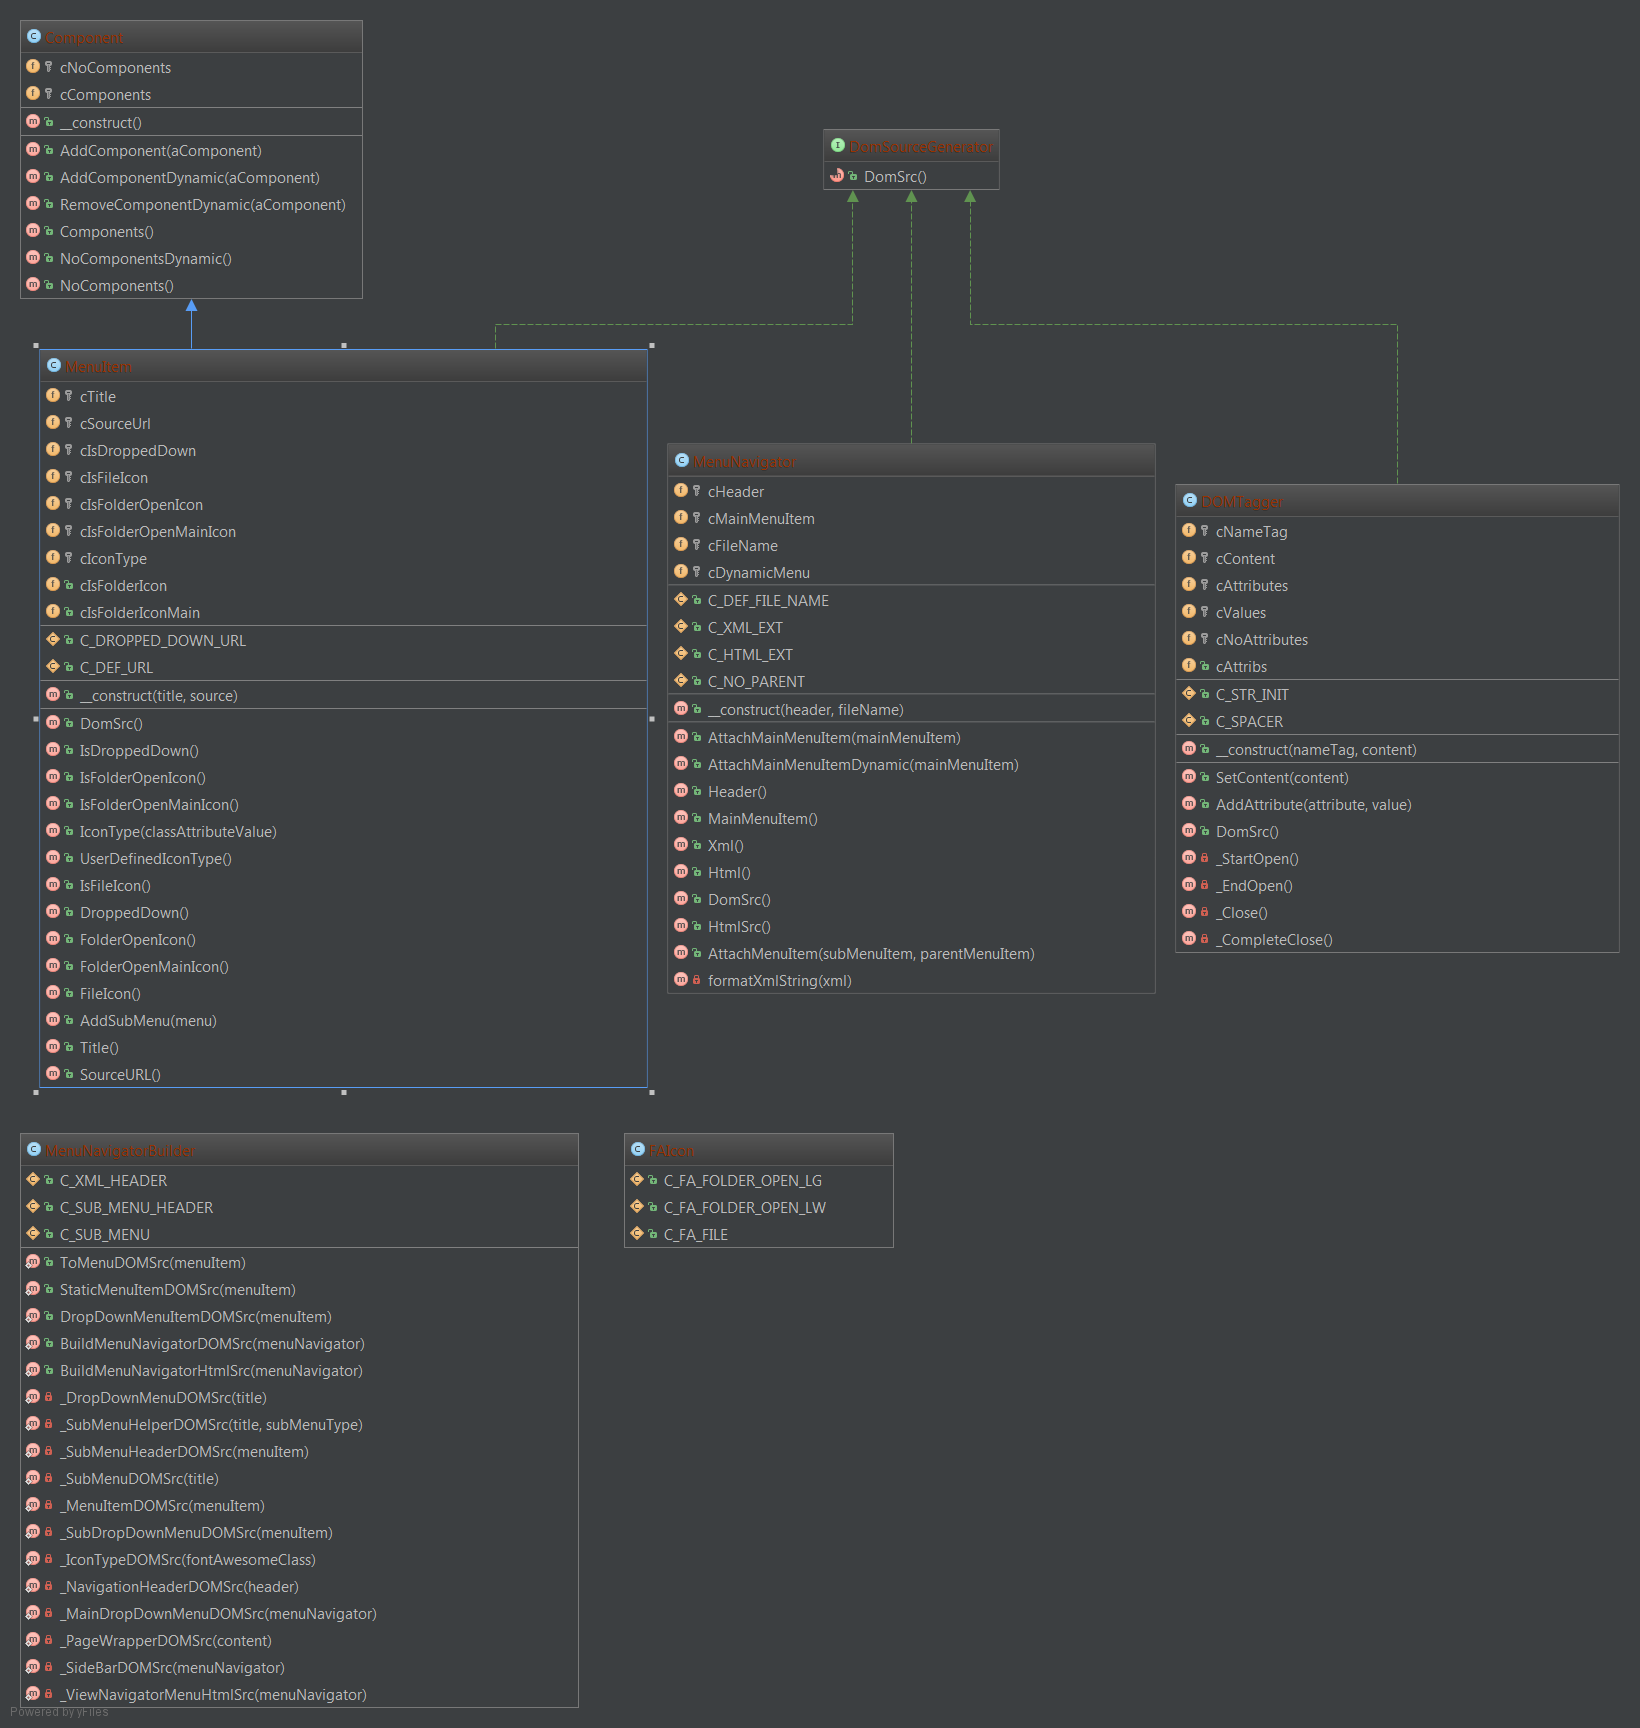 Component
cNoComponents
cComponents
__construct()
AddComponent(aComponent)
AddComponentDynamic(aComponent)
RemoveComponentDynamic(aComponent)
Components()
NoComponentsDynamic()
NoComponents()
DomSourceGenerator
DomSrc()
MenuItem
cTitle
cSourceUrl
cIsDroppedDown
cIsFileIcon
cIsFolderOpenIcon
cIsFolderOpenMainIcon
cIconType
cIsFolderIcon
cIsFolderIconMain
C_DROPPED_DOWN_URL
C_DEF_URL
__construct(title, source)
DomSrc()
IsDroppedDown()
IsFolderOpenIcon()
IsFolderOpenMainIcon()
IconType(classAttributeValue)
UserDefinedIconType()
IsFileIcon()
DroppedDown()
FolderOpenIcon()
FolderOpenMainIcon()
FileIcon()
AddSubMenu(menu)
Title()
SourceURL()
MenuNavigator
cHeader
cMainMenuItem
cFileName
cDynamicMenu
C_DEF_FILE_NAME
C_XML_EXT
C_HTML_EXT
C_NO_PARENT
__construct(header, fileName)
AttachMainMenuItem(mainMenuItem)
AttachMainMenuItemDynamic(mainMenuItem)
Header()
MainMenuItem()
Xml()
Html()
DomSrc()
HtmlSrc()
AttachMenuItem(subMenuItem, parentMenuItem)
formatXmlString(xml)
DOMTagger
cNameTag
cContent
cAttributes
cValues
cNoAttributes
cAttribs
C_STR_INIT
C_SPACER
__construct(nameTag, content)
SetContent(content)
AddAttribute(attribute, value)
DomSrc()
_StartOpen()
_EndOpen()
_Close()
_CompleteClose()
MenuNavigatorBuilder
C_XML_HEADER
C_SUB_MENU_HEADER
C_SUB_MENU
ToMenuDOMSrc(menuItem)
StaticMenuItemDOMSrc(menuItem)
DropDownMenuItemDOMSrc(menuItem)
BuildMenuNavigatorDOMSrc(menuNavigator)
BuildMenuNavigatorHtmlSrc(menuNavigator)
_DropDownMenuDOMSrc(title)
_SubMenuHelperDOMSrc(title, subMenuType)
_SubMenuHeaderDOMSrc(menuItem)
_SubMenuDOMSrc(title)
_MenuItemDOMSrc(menuItem)
_SubDropDownMenuDOMSrc(menuItem)
_IconTypeDOMSrc(fontAwesomeClass)
_NavigationHeaderDOMSrc(header)
_MainDropDownMenuDOMSrc(menuNavigator)
_PageWrapperDOMSrc(content)
_SideBarDOMSrc(menuNavigator)
_ViewNavigatorMenuHtmlSrc(menuNavigator)
FAIcon
C_FA_FOLDER_OPEN_LG
C_FA_FOLDER_OPEN_LW
C_FA_FILE
Powered by yFiles